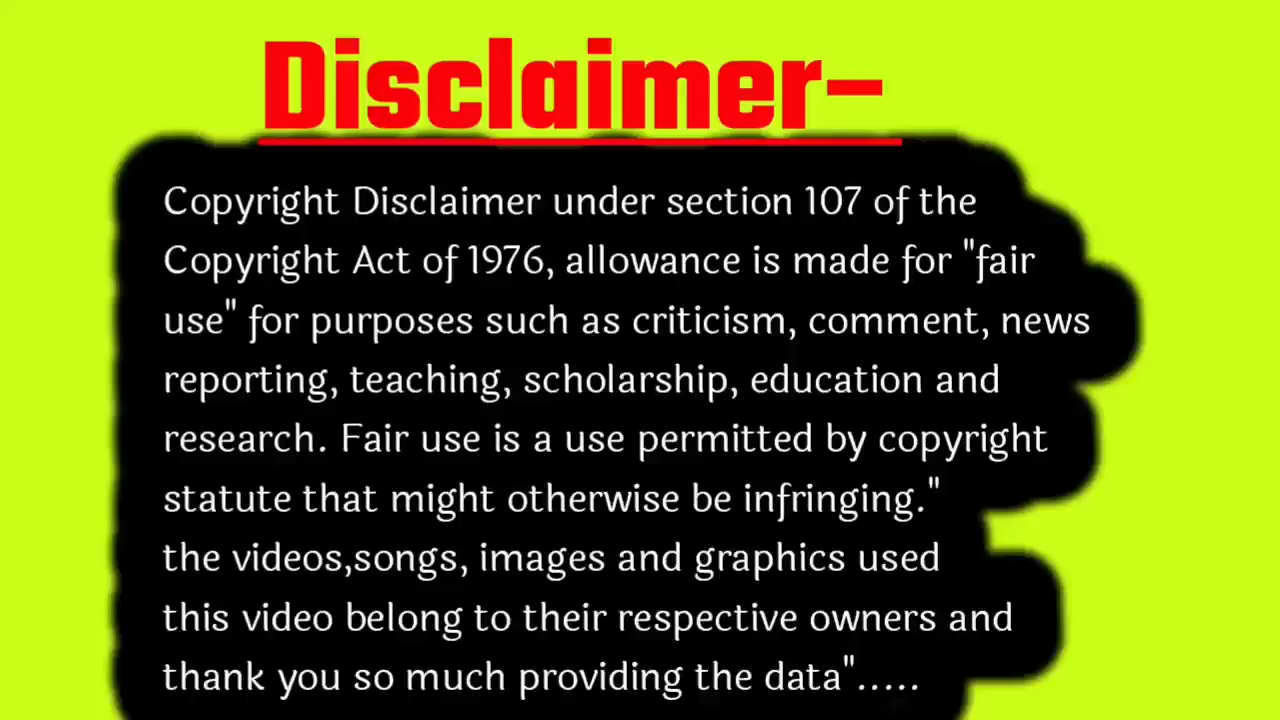 Disclaimer-
Copyright Disclaimer under section 107 of the
Copyright Act of 1976, allowance is made for "fair
use" for purposes such as criticism, comment, news
reporting, teaching, scholarship, education and
research. Fair use is a use permitted by copyright
statute that might otherwise be infringing."
the videos,songs, images and graphics used
this video belong to their respective owners and
thank you so much providing the data".....